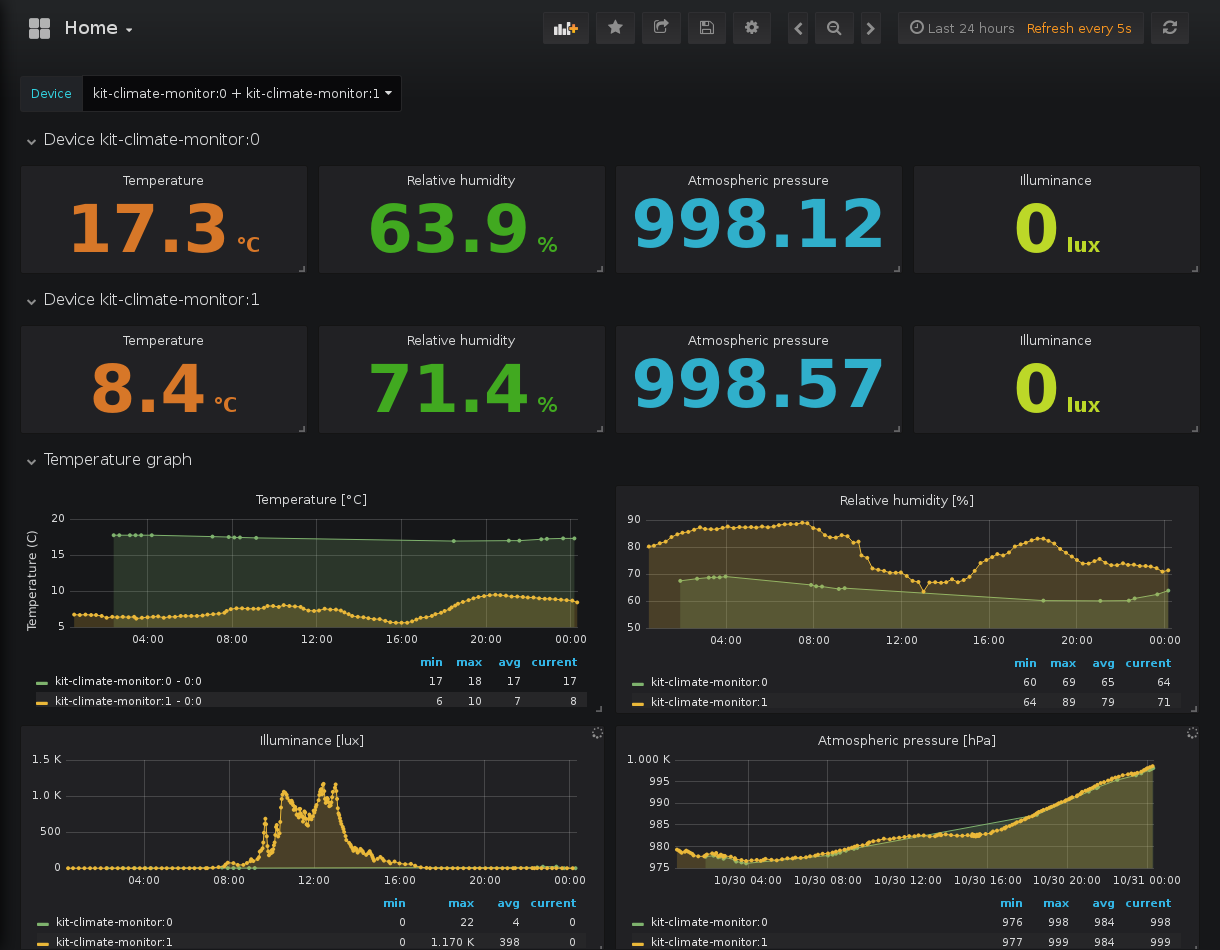 Home
Last 24 hours Refresh every 5s
Device kit-climate-monitor:0 + kit-climate-monitor:1
Device kit-climate-monitor:0
Temperature Relative humidity Atmospheric pressure Illuminance
17.3 °C 63.9 % 998.12 0 lux
Device kit-climate-monitor:1
Temperature Relative humidity Atmospheric pressure Illuminance
8.4 °C 71.4 % 998.57 0 lux
Temperature graph
Temperature [°C]
Temperature (C)
20
15
10
5
04:00 08:00 12:00 16:00 20:00 00:00
min max avg current
kit-climate-monitor:0 - 0:0 17 18 17 17
kit-climate-monitor:1 - 0:0 6 10 7 8
Relative humidity [%]
90
80
70
60
50
04:00 08:00 12:00 16:00 20:00 00:00
min max avg current
kit-climate-monitor:0 60 69 65 64
kit-climate-monitor:1 64 89 79 71
Illuminance [lux]
1.5 K
1.0 K
500
0
04:00 08:00 12:00 16:00 20:00 00:00
min max avg current
kit-climate-monitor:0 0 22 4 0
kit-climate-monitor:1 0 1.170 K 398 0
Atmospheric pressure [hPa]
1.000 K
995
990
985
980
975
10/30 04:00 10/30 08:00 10/30 12:00 10/30 16:00 10/30 20:00 10/31 00:00
min max avg current
kit-climate-monitor:0 976 998 984 998
kit-climate-monitor:1 977 999 984 999